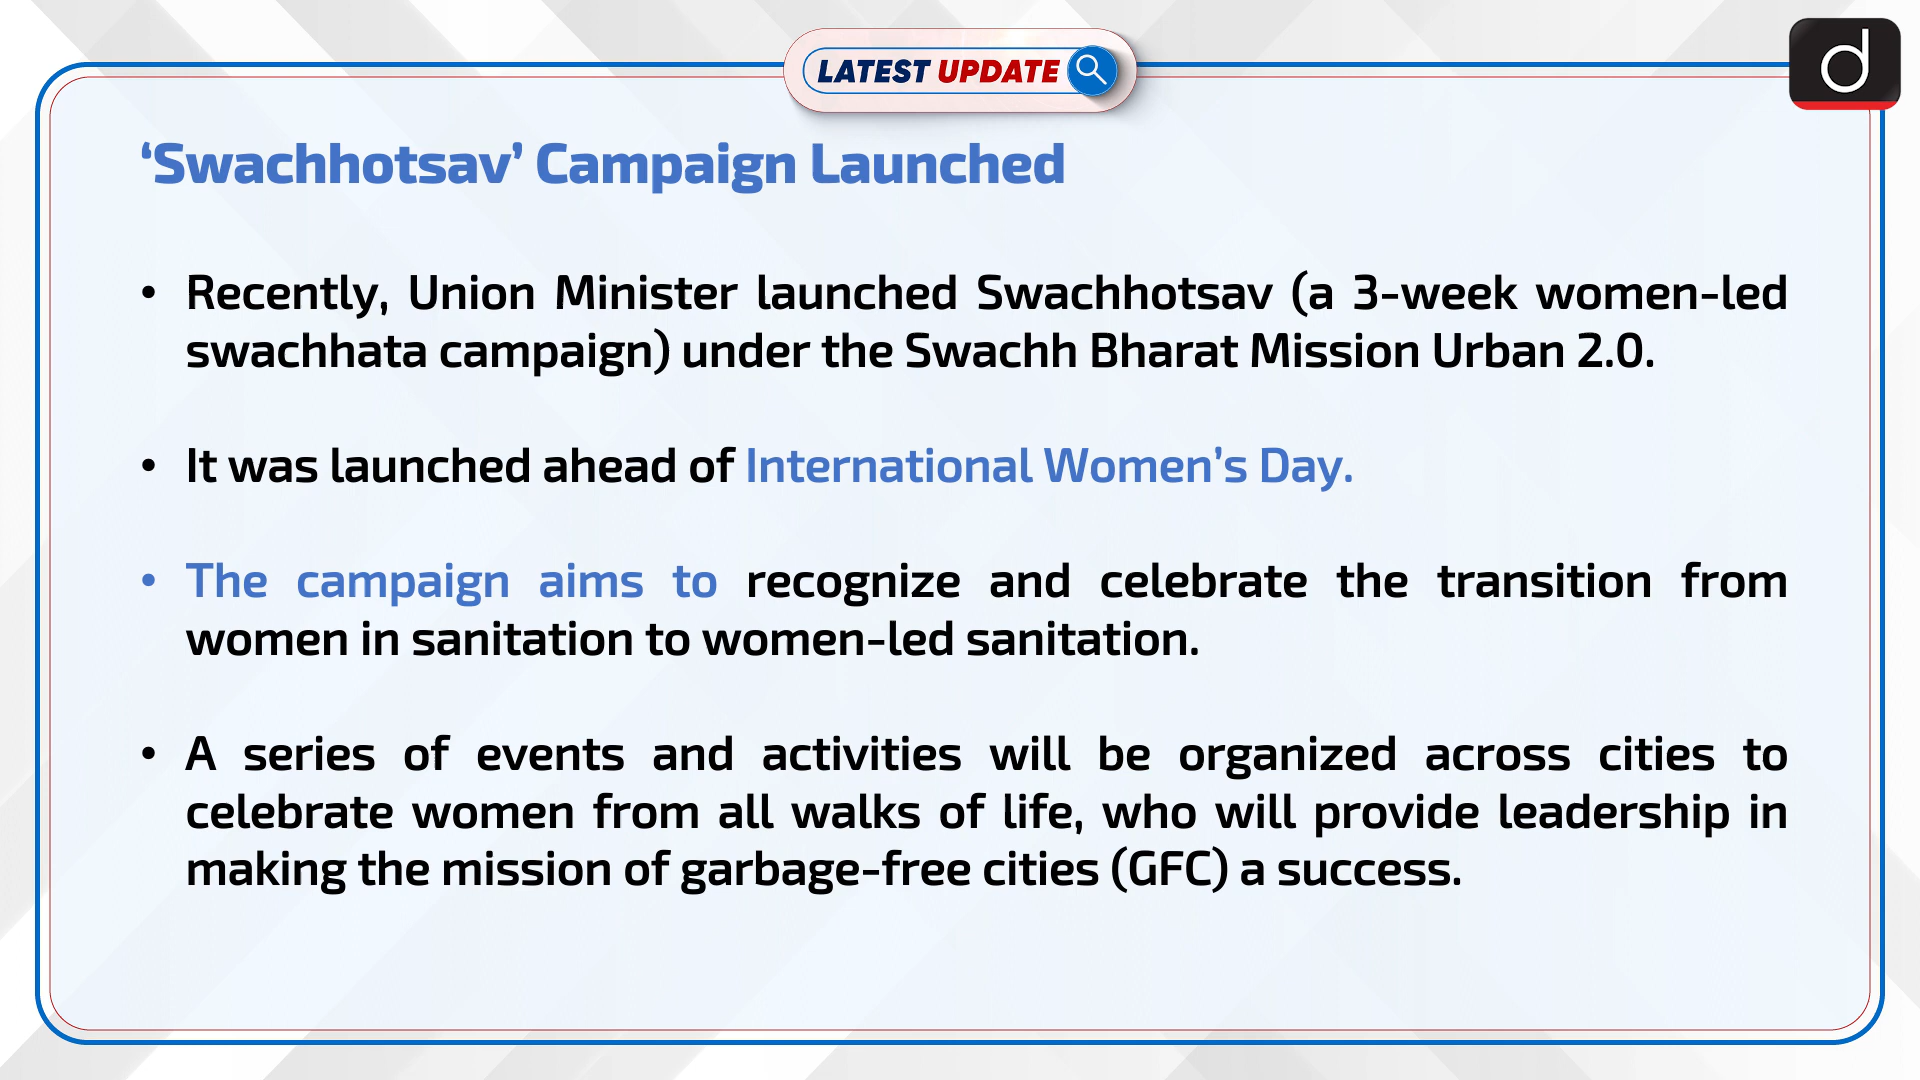 LATEST UPDATE
d
‘Swachhotsav’ Campaign Launched
• Recently, Union Minister launched Swachhotsav (a 3-week women-led
swachhata campaign) under the Swachh Bharat Mission Urban 2.0.
• It was launched ahead of International Women’s Day.
• The campaign aims to recognize and celebrate the transition from
women in sanitation to women-led sanitation.
• A series of events and activities will be organized across cities to
celebrate women from all walks of life, who will provide leadership in
making the mission of garbage-free cities (GFC) a success.